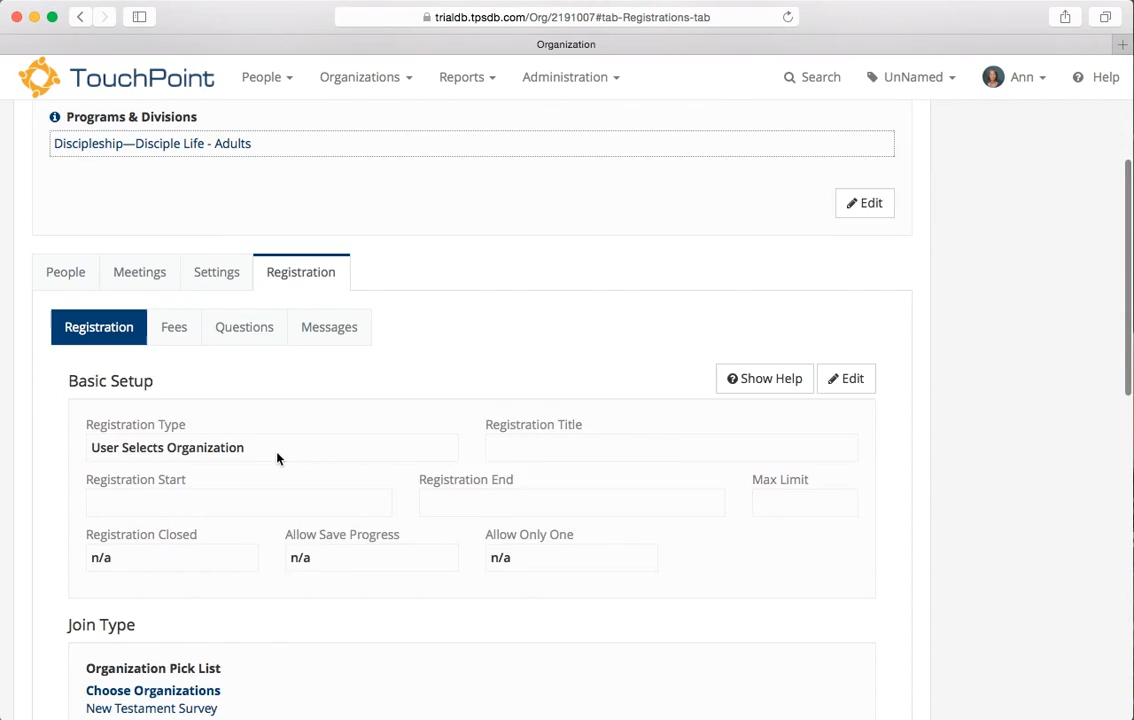 trialdb.tpsdb.com/Org/2191007#tab-Registrations-tab
Organization
TouchPoint People Organizations Reports Administration Search UnNamed Ann Help
Programs & Divisions
Discipleship—Disciple Life - Adults
Edit
People Meetings Settings Registration
Registration Fees Questions Messages
Basic Setup Show Help Edit
Registration Type Registration Title
User Selects Organization
Registration Start Registration End Max Limit
Registration Closed Allow Save Progress Allow Only One
n/a n/a n/a
Join Type
Organization Pick List
Choose Organizations
New Testament Survey